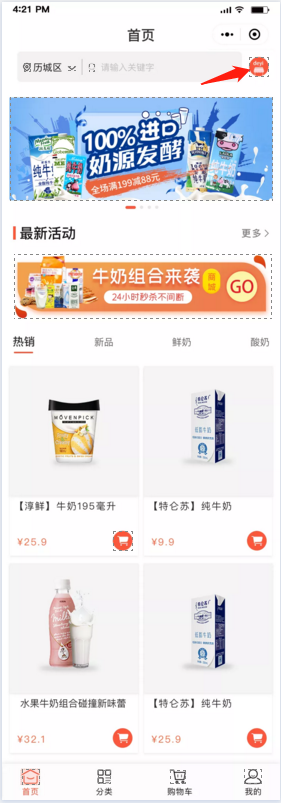 4:21 PM
首页
历城区
请输入关键字
100%进口
奶源发酵
全场满199减88元
最新活动
更多
牛奶组合来袭
商城
GO
24小时秒杀不间断
热销
新品
鲜奶
酸奶
MÖVENPICK
【淳鲜】牛奶195毫升
【特仑苏】纯牛奶
¥25.9
¥9.9
水果牛奶组合碰撞新味蕾
【特仑苏】纯牛奶
¥32.1
¥25.9
首页
分类
购物车
我的